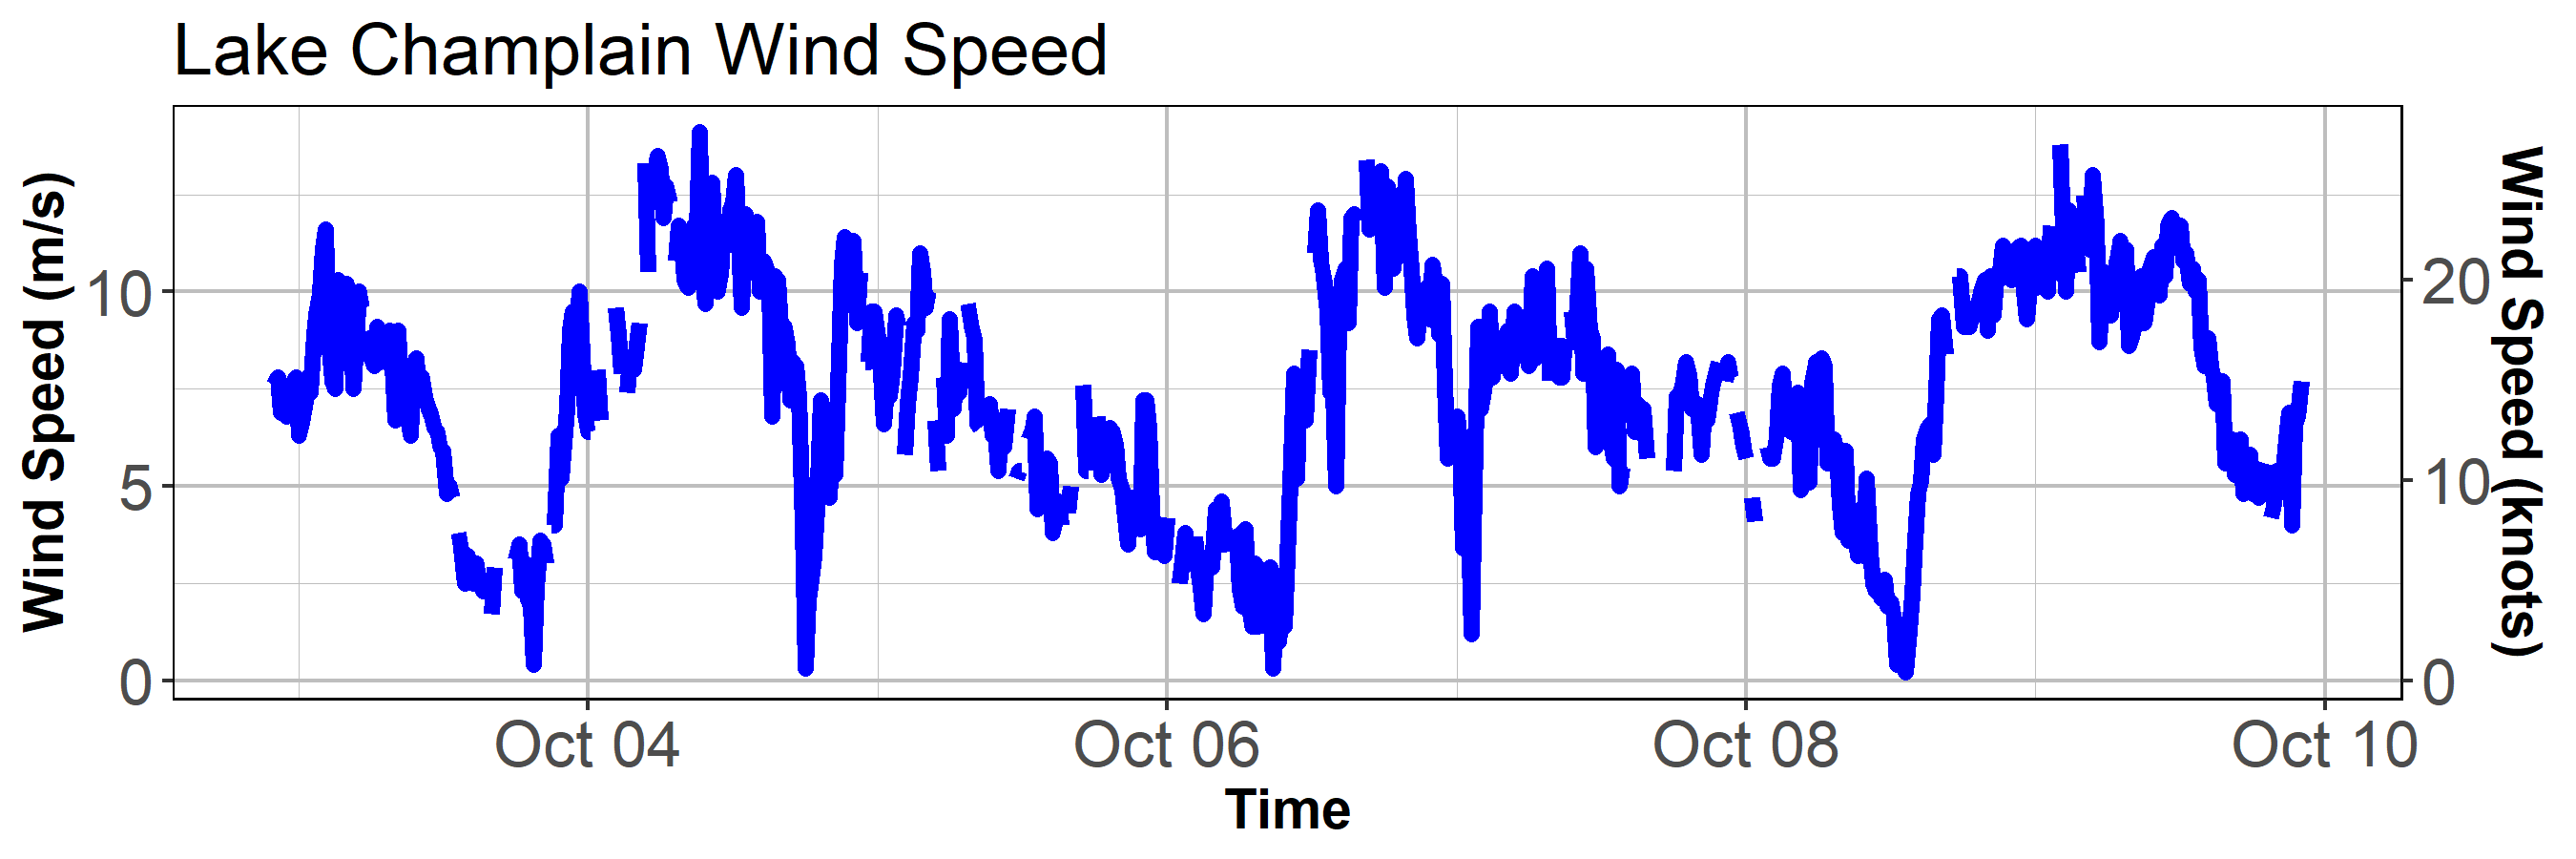 Lake Champlain Wind Speed
Wind Speed (m/s)
10
5
0
20
10
0
Wind Speed (knots)
Oct 04
Oct 06
Oct 08
Oct 10
Time